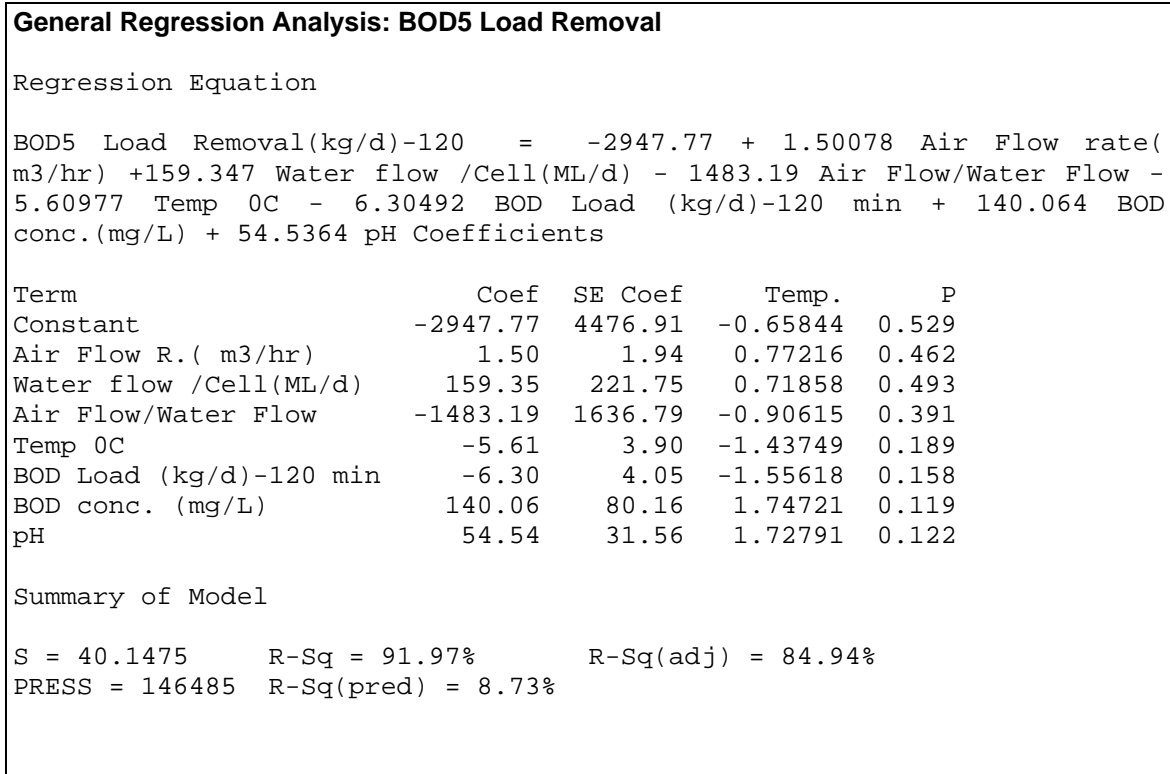 General Regression Analysis: BOD5 Load Removal
Regression Equation
BOD5 Load Removal(kg/d)-120 = -2947.77 + 1.50078 Air Flow rate(
m3/hr) +159.347 Water flow /Cell(ML/d) - 1483.19 Air Flow/Water Flow -
5.60977 Temp 0C - 6.30492 BOD Load (kg/d)-120 min + 140.064 BOD
conc.(mg/L) + 54.5364 pH Coefficients
Term Coef SE Coef Temp. P
Constant -2947.77 4476.91 -0.65844 0.529
Air Flow R.( m3/hr) 1.50 1.94 0.77216 0.462
Water flow /Cell(ML/d) 159.35 221.75 0.71858 0.493
Air Flow/Water Flow -1483.19 1636.79 -0.90615 0.391
Temp 0C -5.61 3.90 -1.43749 0.189
BOD Load (kg/d)-120 min -6.30 4.05 -1.55618 0.158
BOD conc. (mg/L) 140.06 80.16 1.74721 0.119
pH 54.54 31.56 1.72791 0.122
Summary of Model
S = 40.1475 R-Sq = 91.97% R-Sq(adj) = 84.94%
PRESS = 146485 R-Sq(pred) = 8.73%